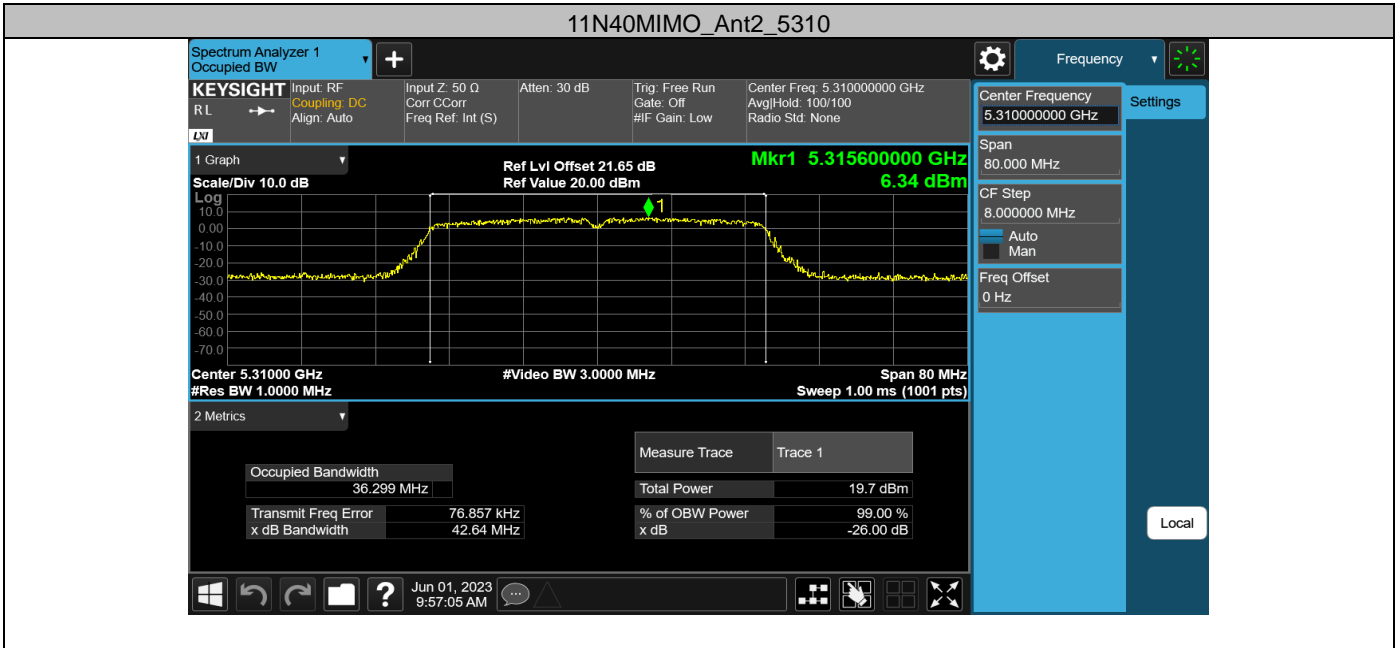 11N40MIMO_Ant2_5310
Spectrum Analyzer 1
Occupied BW
+
Frequency
KEYSIGHT
R L
LXI
Input: RF
Coupling: DC
Align: Auto
Input Z: 50 Ω
Corr CCorr
Freq Ref: Int (S)
Atten: 30 dB
Trig: Free Run
Gate: Off
#IF Gain: Low
Center Freq: 5.310000000 GHz
Avg|Hold: 100/100
Radio Std: None
Center Frequency
5.310000000 GHz
Settings
Span
80.000 MHz
CF Step
8.000000 MHz
Auto
Man
Freq Offset
0 Hz
Local
1 Graph
Scale/Div 10.0 dB
Ref Lvl Offset 21.65 dB
Ref Value 20.00 dBm
Mkr1 5.315600000 GHz
6.34 dBm
Log
10.0
0.00
-10.0
-20.0
-30.0
-40.0
-50.0
-60.0
-70.0
1
Center 5.31000 GHz
#Video BW 3.0000 MHz
Span 80 MHz
#Res BW 1.0000 MHz
Sweep 1.00 ms (1001 pts)
2 Metrics
Measure Trace Trace 1
Occupied Bandwidth
36.299 MHz
Total Power 19.7 dBm
Transmit Freq Error 76.857 kHz
% of OBW Power 99.00 %
x dB Bandwidth 42.64 MHz
x dB -26.00 dB
?
Jun 01, 2023
9:57:05 AM